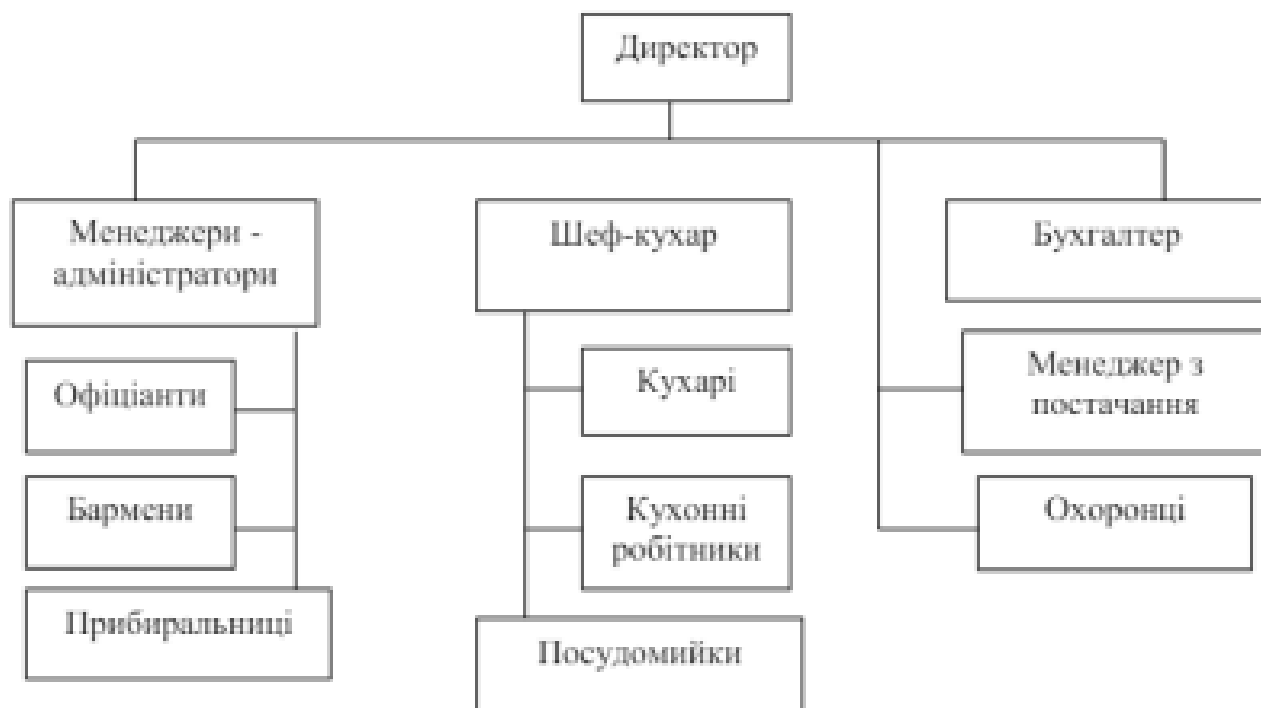 Директор
Менеджери -
адміністратори
Шеф-кухар
Бухгалтер
Офіціанти
Кухарі
Менеджер з
постачання
Бармени
Кухонні
робітники
Охоронці
Прибиральниці
Посудомийки